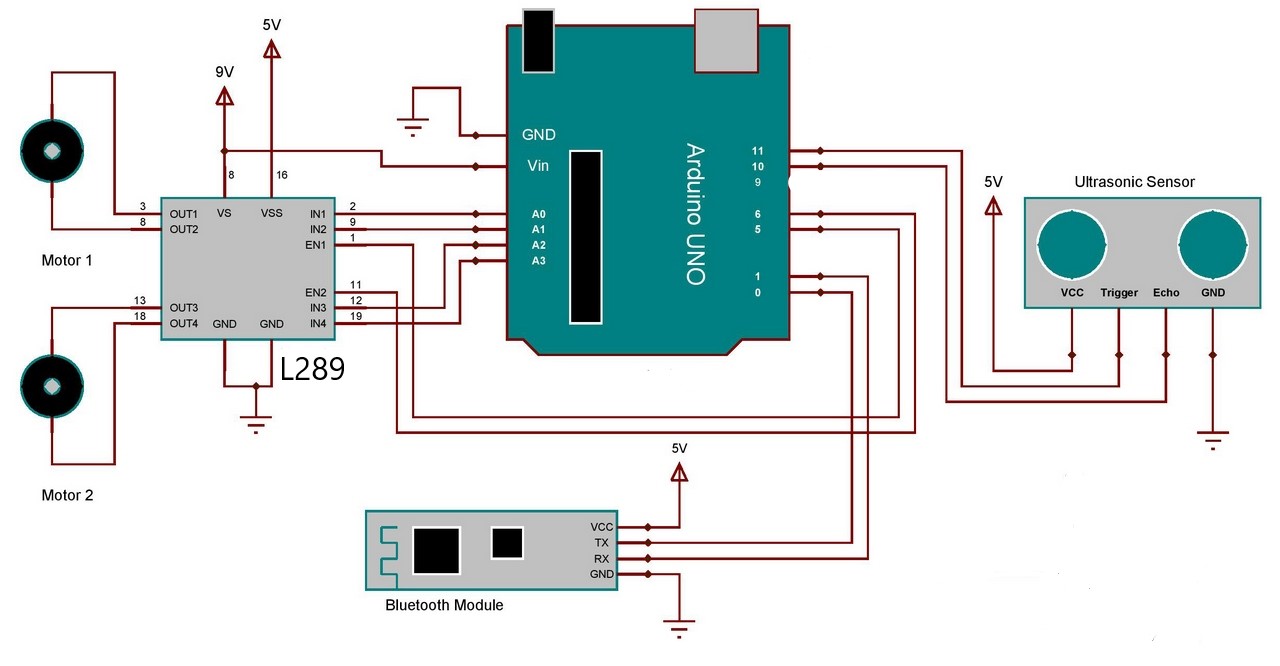 5V
9V
8
16
3
OUT1
VS
VSS
IN1
2
8
OUT2
IN2
9
EN1
1
Motor 1
EN2
11
13
OUT3
IN3
12
18
OUT4
GND
GND
IN4
19
L289
Motor 2
GND
Vin
A0
A1
A2
A3
Arduino UNO
11
10
9
6
5
1
0
5V
Ultrasonic Sensor
VCC Trigger Echo GND
5V
VCC
TX
RX
GND
Bluetooth Module